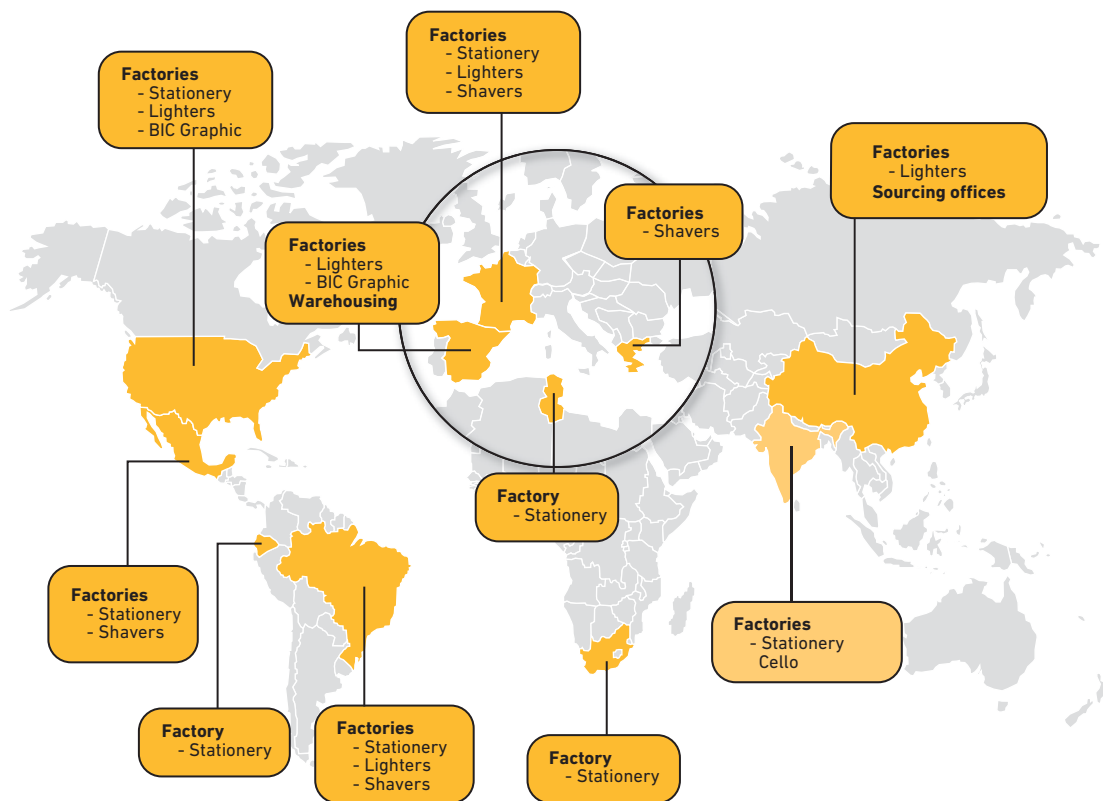 Factories
- Stationery
- Lighters
- Shavers
Factories
- Stationery
- Lighters
- BIC Graphic
Factories
- Lighters
Sourcing offices
Factories
- Shavers
Factories
- Lighters
- BIC Graphic
Warehousing
Factory
- Stationery
Factories
- Stationery
- Shavers
Factories
- Stationery
Cello
Factory
- Stationery
Factories
- Stationery
- Lighters
- Shavers
Factory
- Stationery